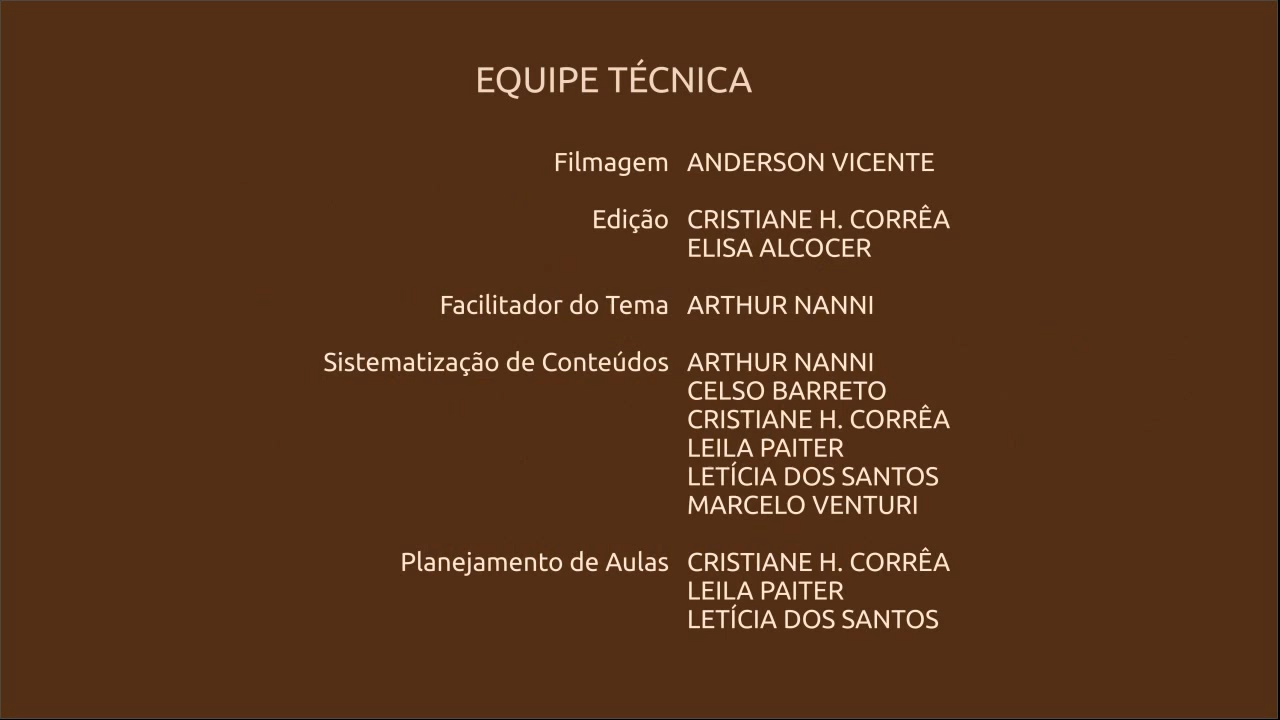 EQUIPE TÉCNICA
Filmagem ANDERSON VICENTE
Edição CRISTIANE H. CORRÊA
ELISA ALCOCER
Facilitador do Tema ARTHUR NANNI
Sistematização de Conteúdos ARTHUR NANNI
CELSO BARRETO
CRISTIANE H. CORRÊA
LEILA PAITER
LETÍCIA DOS SANTOS
MARCELO VENTURI
Planejamento de Aulas CRISTIANE H. CORRÊA
LEILA PAITER
LETÍCIA DOS SANTOS